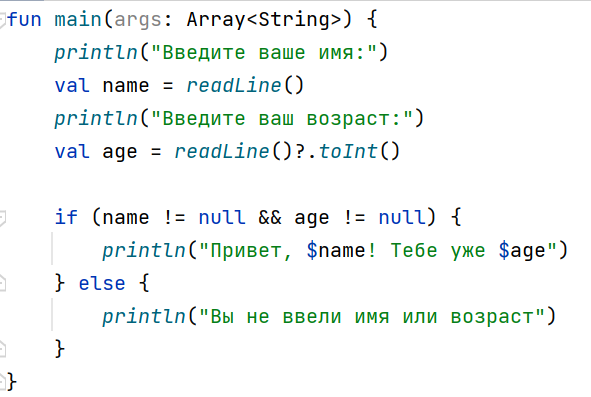 fun main(args: Array<String>) {
    println("Введите ваше имя:")
    val name = readLine()
    println("Введите ваш возраст:")
    val age = readLine()?.toInt()

    if (name != null && age != null) {
        println("Привет, $name! Тебе уже $age")
    } else {
        println("Вы не ввели имя или возраст")
    }
}